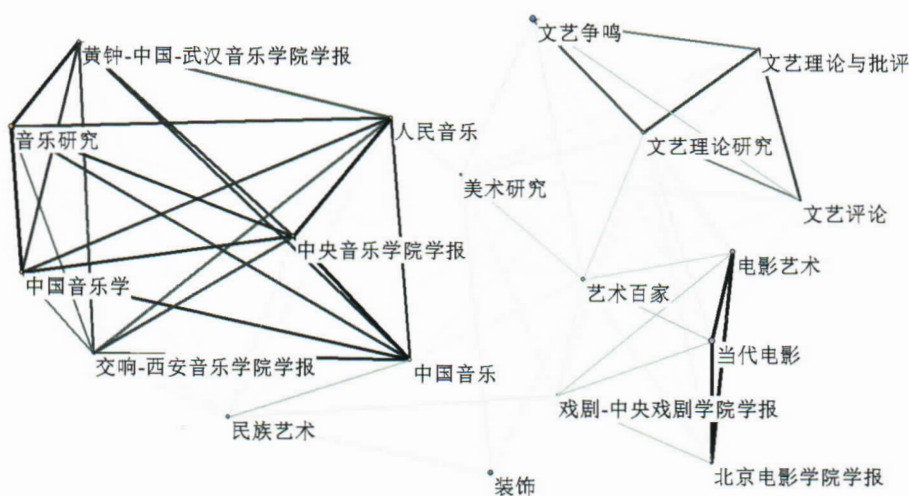 文艺争鸣
黄钟-中国-武汉音乐学院学报
文艺理论与批评
音乐研究
人民音乐
文艺理论研究
美术研究
文艺评论
中央音乐学院学报
电影艺术
中国音乐学
艺术百家
当代电影
交响-西安音乐学院学报
中国音乐
戏剧-中央戏剧学院学报
民族艺术
北京电影学院学报
装饰